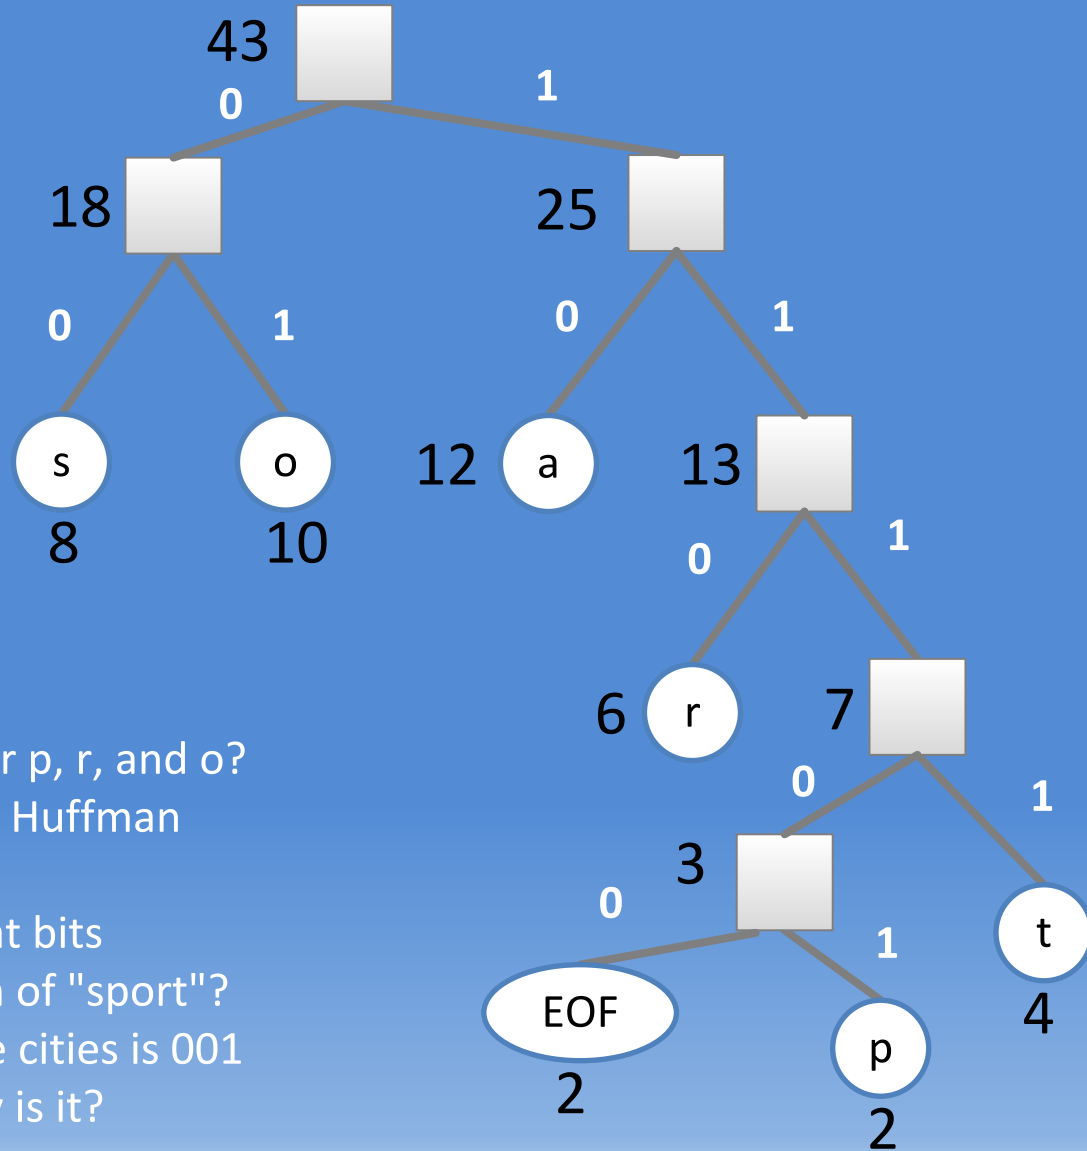 43
0 1
18 25
0 1 0 1
s o 12 a 13
8 10
0 1
6 r 7
r p, r, and o?
0 1
Huffman
3
0
at bits
1 t
of "sport"?
EOF 4
e cities is 001
p
2
is it?
2